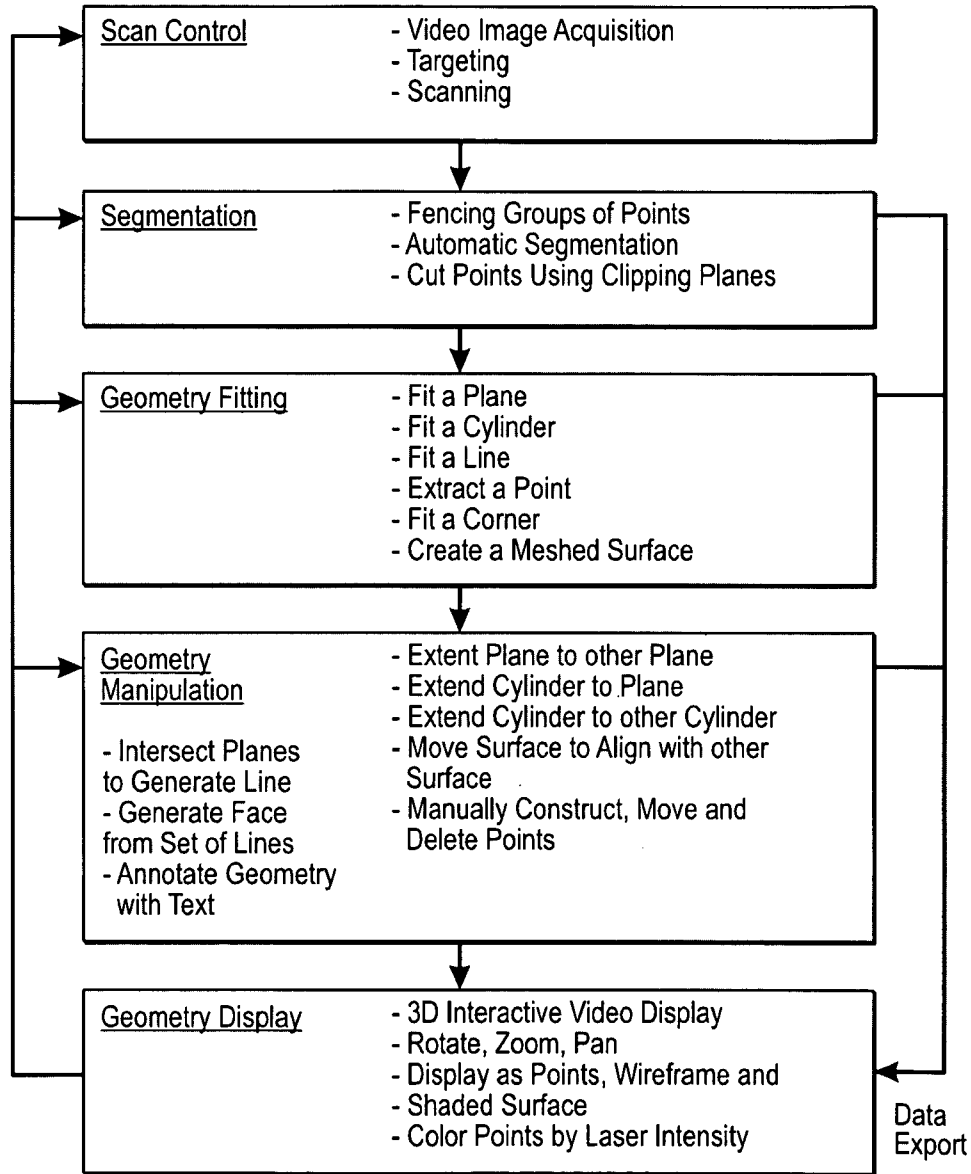 Scan Control
- Video Image Acquisition
- Targeting
- Scanning
Segmentation
- Fencing Groups of Points
- Automatic Segmentation
- Cut Points Using Clipping Planes
Geometry Fitting
- Fit a Plane
- Fit a Cylinder
- Fit a Line
- Extract a Point
- Fit a Corner
- Create a Meshed Surface
Geometry
Manipulation
- Intersect Planes
to Generate Line
- Generate Face
from Set of Lines
- Annotate Geometry
with Text
- Extent Plane to other Plane
- Extend Cylinder to Plane
- Extend Cylinder to other Cylinder
- Move Surface to Align with other
Surface
- Manually Construct, Move and
Delete Points
Geometry Display
- 3D Interactive Video Display
- Rotate, Zoom, Pan
- Display as Points, Wireframe and
- Shaded Surface
- Color Points by Laser Intensity
Data
Export